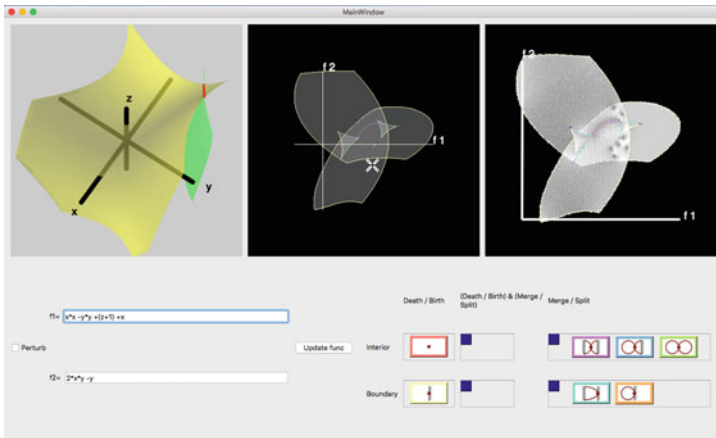 MainWindow
z
x
y
f2
f1
f2
f1
Death / Birth
(Death / Birth) & (Merge /
Split)
Merge / Split
f1= x*x -y*y +(z+1) +x
Perturb
Update func
Interior
f2= 2*x*y -y
Boundary